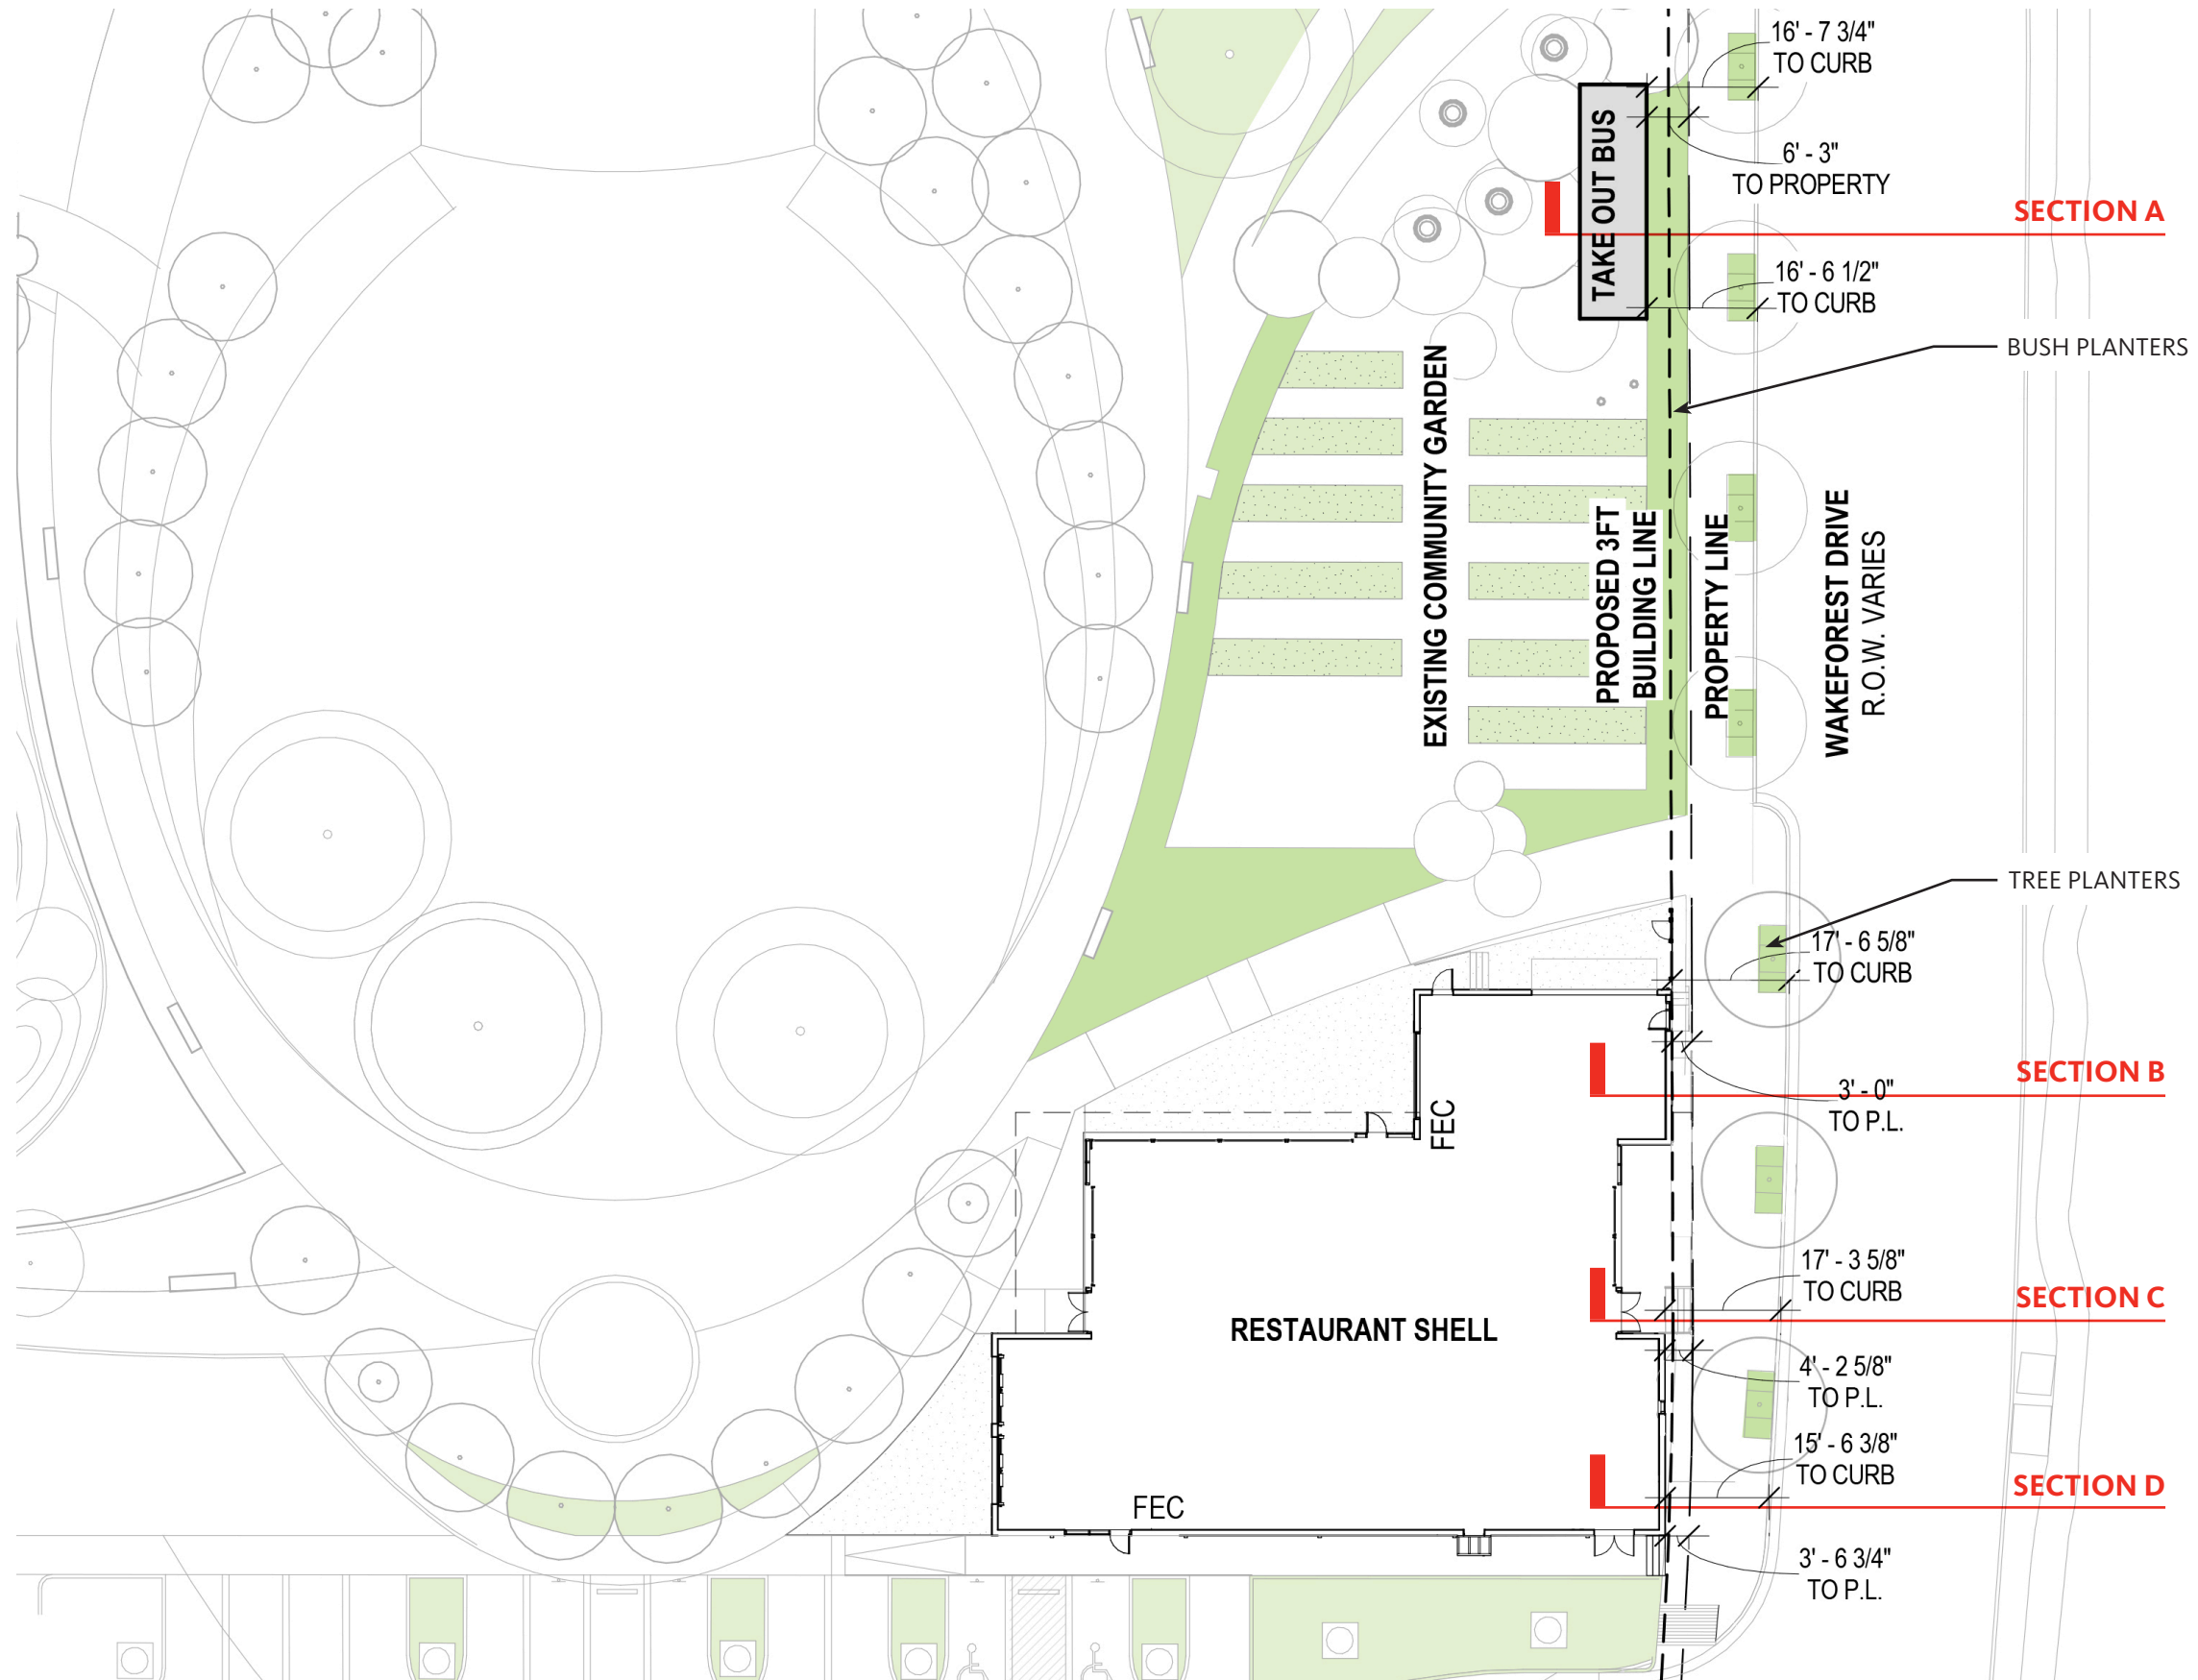 16' - 7 3/4"
TO CURB
TAKE OUT BUS
6' - 3"
TO PROPERTY
SECTION A
16' - 6 1/2"
TO CURB
BUSH PLANTERS
EXISTING COMMUNITY GARDEN
PROPOSED 3FT
BUILDING LINE
PROPERTY LINE
WAKEFOREST DRIVE
R.O.W. VARIES
TREE PLANTERS
17' - 6 5/8"
TO CURB
SECTION B
3' - 0"
TO P.L.
FEC
17' - 3 5/8"
TO CURB
SECTION C
RESTAURANT SHELL
4' - 2 5/8"
TO P.L.
15' - 6 3/8"
TO CURB
SECTION D
FEC
3' - 6 3/4"
TO P.L.